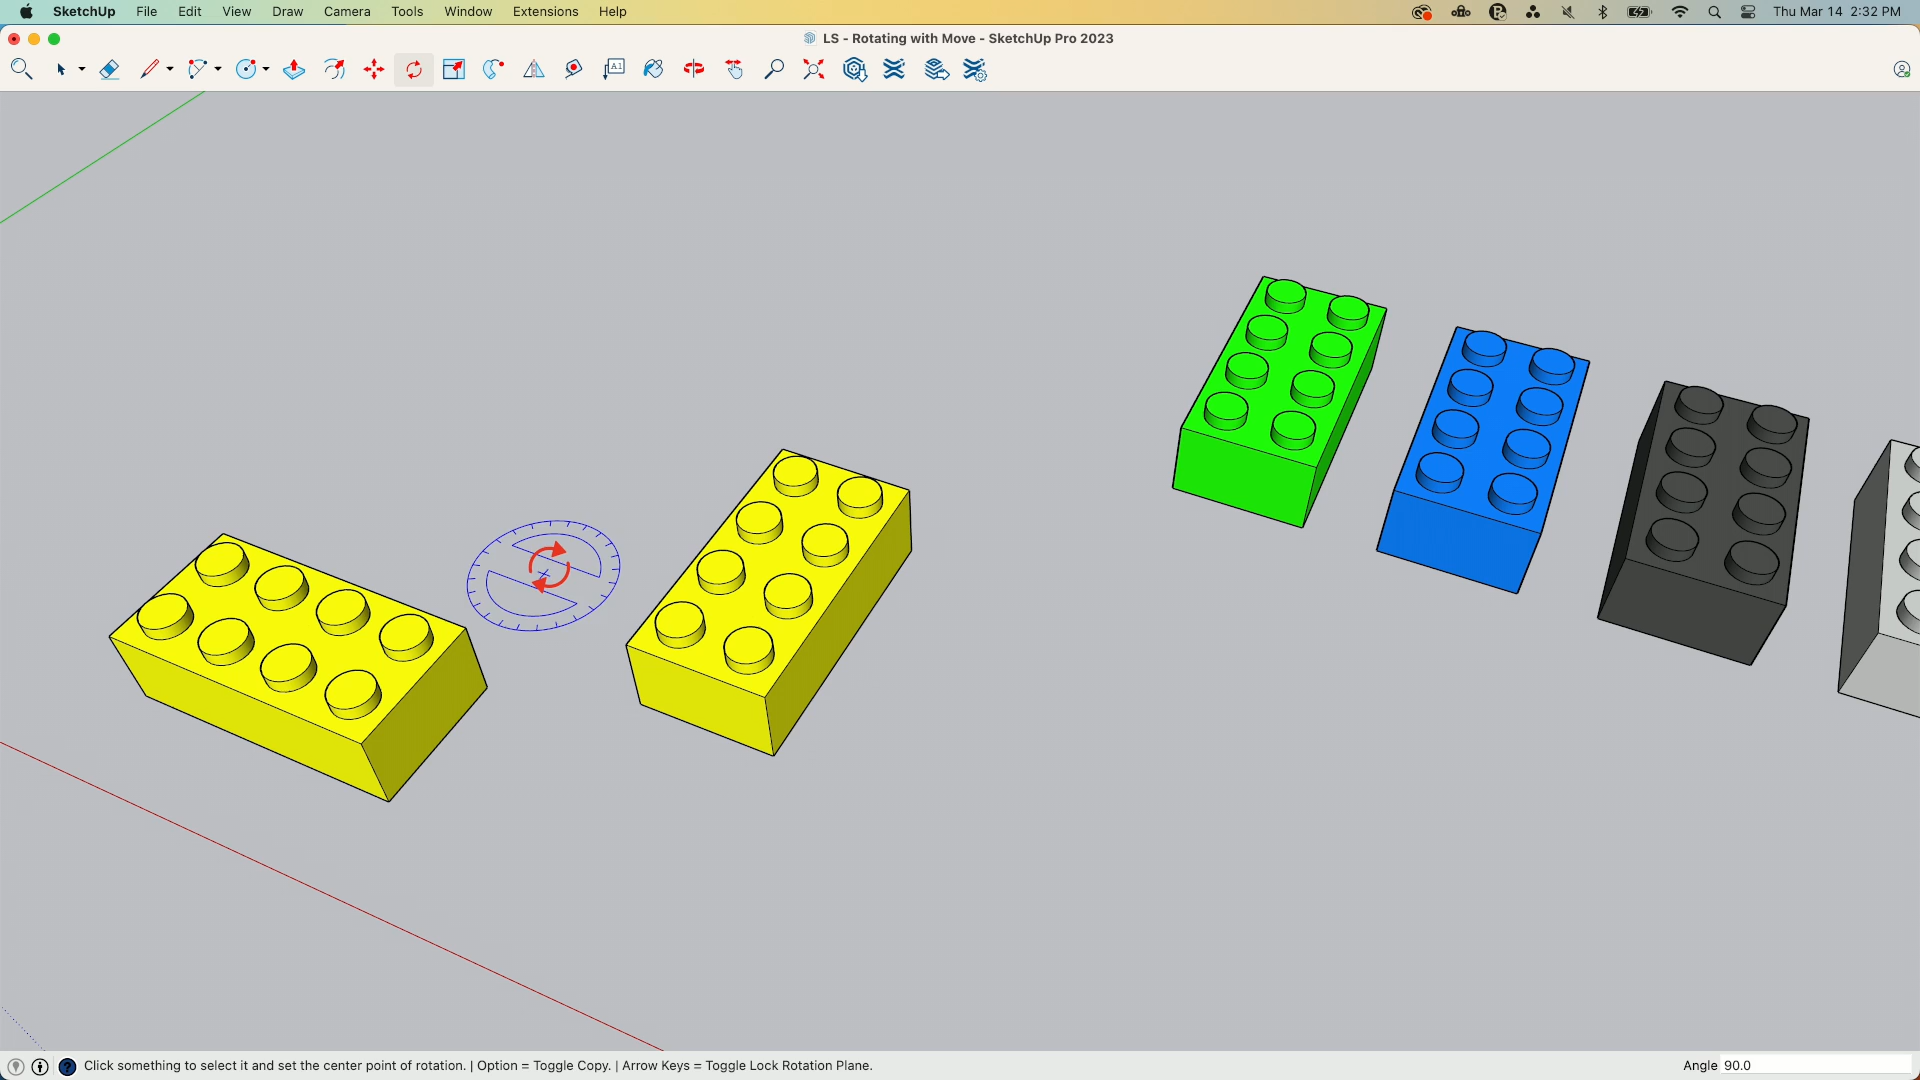 SketchUp File Edit View Draw Camera Tools Window Extensions Help Thu Mar 14 2:32 PM
LS - Rotating with Move - SketchUp Pro 2023
A1
Click something to select it and set the center point of rotation. | Option = Toggle Copy. | Arrow Keys = Toggle Lock Rotation Plane. Angle 90.0